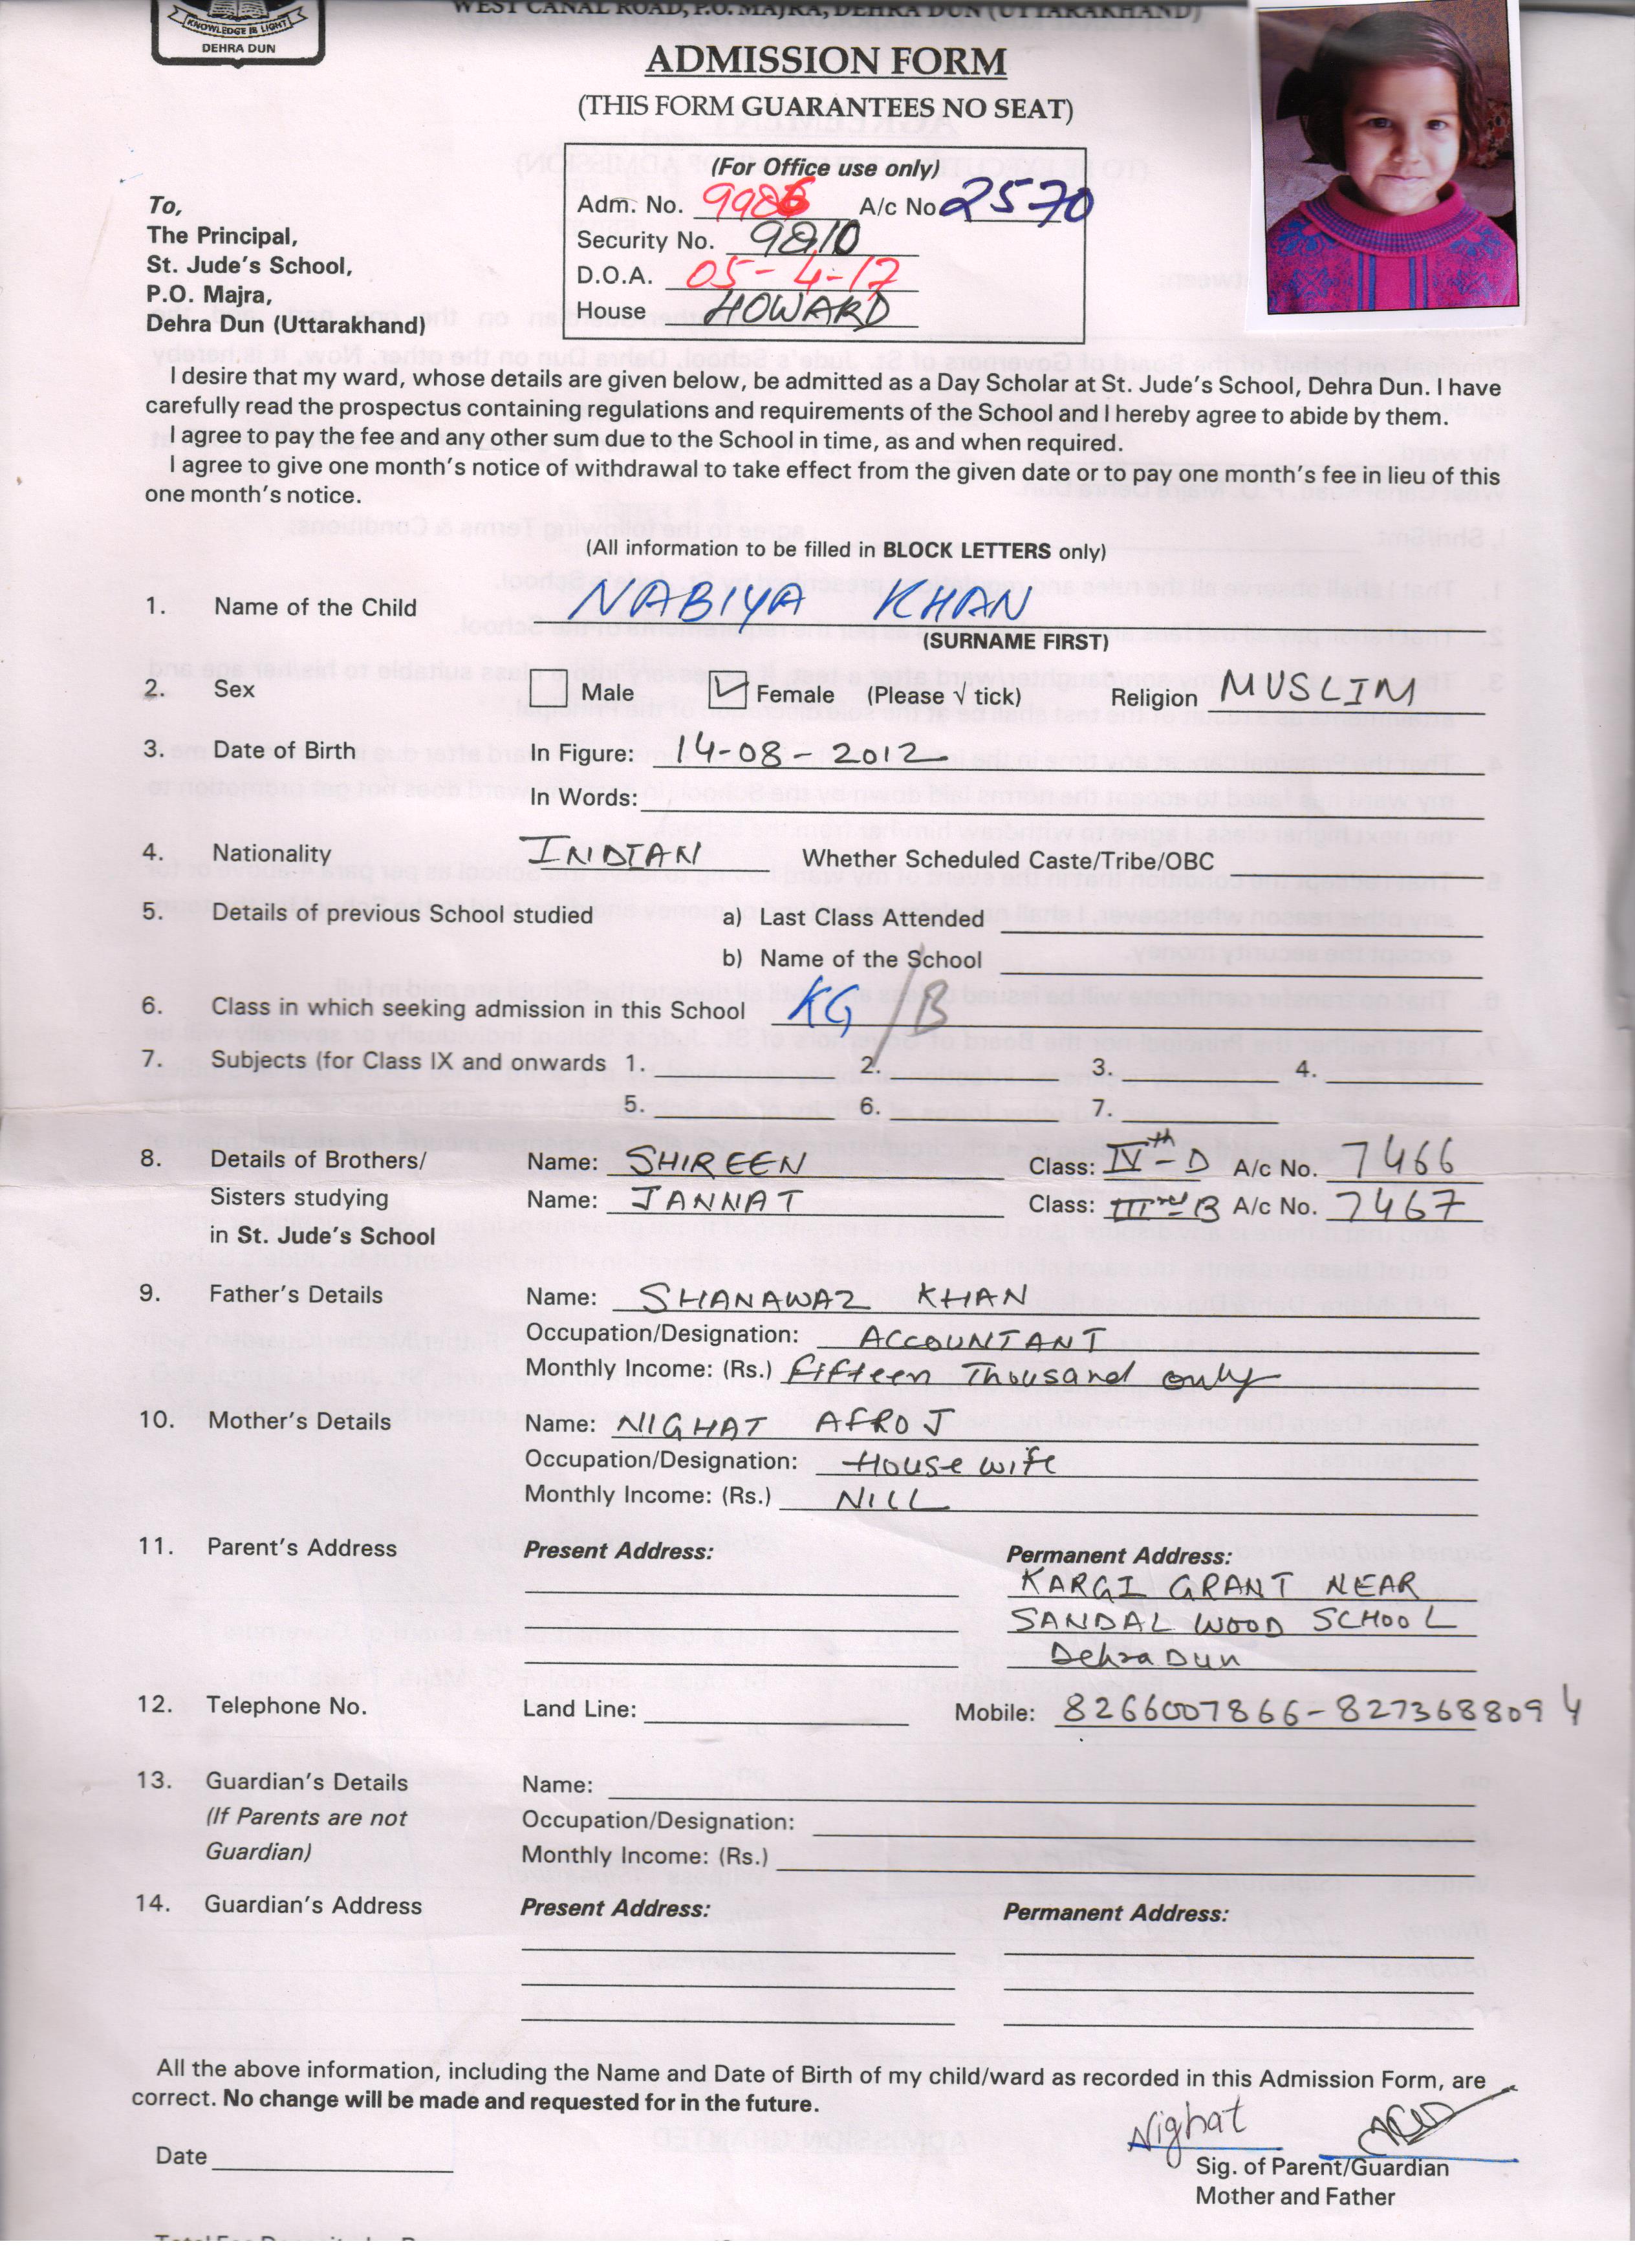 WEST CANAL ROAD, P.O. MAJRA, DEHRA DUN (UTTARAKHAND)
KNOWLEDGE IS LIGHT
DEHRA DUN
ADMISSION FORM
(THIS FORM GUARANTEES NO SEAT)
(For Office use only)
Adm. No. 9986 A/c No 2570
Security No.
D.O.A. 05-4-17
House HOWARD
To,
The Principal,
St. Jude's School,
P.O. Majra,
Dehra Dun (Uttarakhand)
I desire that my ward, whose details are given below, be admitted as a Day Scholar at St. Jude's School, Dehra Dun. I have
carefully read the prospectus containing regulations and requirements of the School and I hereby agree to abide by them.
I agree to pay the fee and any other sum due to the School in time, as and when required.
I agree to give one month's notice of withdrawal to take effect from the given date or to pay one month's fee in lieu of this
one month's notice.
(All information to be filled in BLOCK LETTERS only)
1. Name of the Child NABIYA KHAN
(SURNAME FIRST)
2. Sex Male Female (Please √ tick) Religion MUSLIM
3. Date of Birth In Figure: 14-08-2012
In Words:
4. Nationality INDIAN Whether Scheduled Caste/Tribe/OBC
5. Details of previous School studied a) Last Class Attended
b) Name of the School
6. Class in which seeking admission in this School KG/B
7. Subjects (for Class IX and onwards 1. 2. 3. 4.
5. 6. 7.
8. Details of Brothers/ Name: SHIREEN Class: IVth-D A/c No. 7466
Sisters studying Name: JANNAT Class: IIIrd-B A/c No. 7467
in St. Jude's School
9. Father's Details Name: SHANAWAZ KHAN
Occupation/Designation: ACCOUNTANT
Monthly Income: (Rs.) Fifteen Thousand only
10. Mother's Details Name: NIGHAT AFROJ
Occupation/Designation: House wife
Monthly Income: (Rs.) NILL
11. Parent's Address Present Address: Permanent Address:
KARGI GRANT NEAR
SANDAL WOOD SCHOOL
Dehra Dun
12. Telephone No. Land Line: Mobile: 8266007866-8273688094
13. Guardian's Details Name:
(If Parents are not Occupation/Designation:
Guardian) Monthly Income: (Rs.)
14. Guardian's Address Present Address: Permanent Address:
All the above information, including the Name and Date of Birth of my child/ward as recorded in this Admission Form, are
correct. No change will be made and requested for in the future.
Nighat
Date
Sig. of Parent/Guardian
Mother and Father